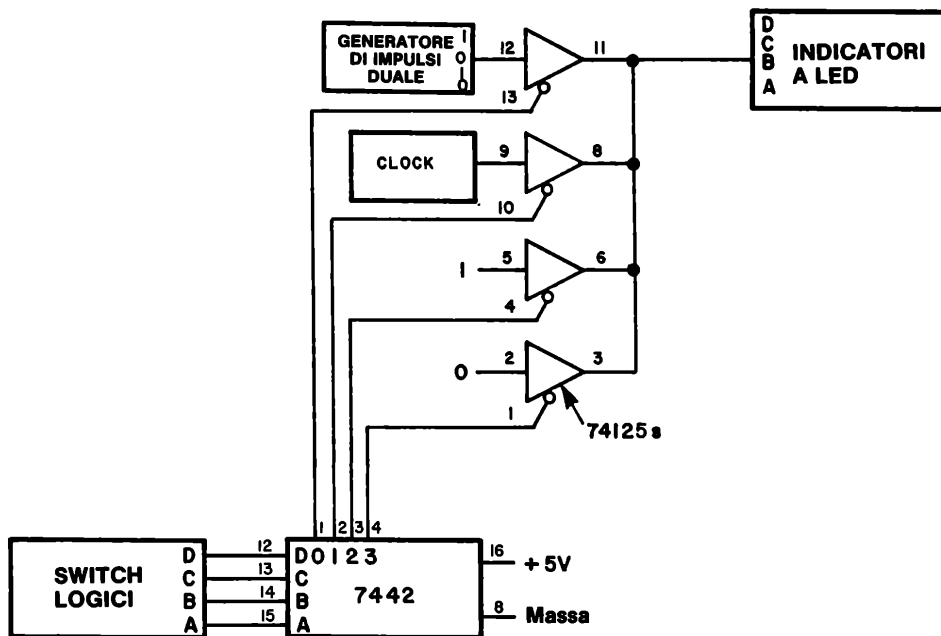 GENERATORE
DI IMPULSI
DUALE
1
0
1
0
12
11
13
D
C
B
A
INDICATORI
A LED
CLOCK
9
8
10
1
5
6
4
0
2
3
1
74125s
1 2 3 4
SWITCH
LOGICI
D 12 D 0 1 2 3
C 13 C
B 14 B
A 15 A
7442
16
+5V
8
Massa